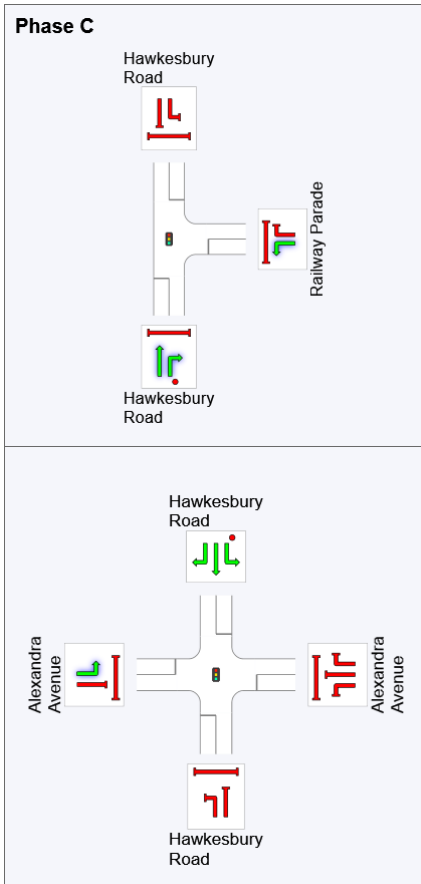 Phase C
Hawkesbury
Road
Railway Parade
Hawkesbury
Road
Hawkesbury
Road
Alexandra
Avenue
Alexandra
Avenue
Hawkesbury
Road